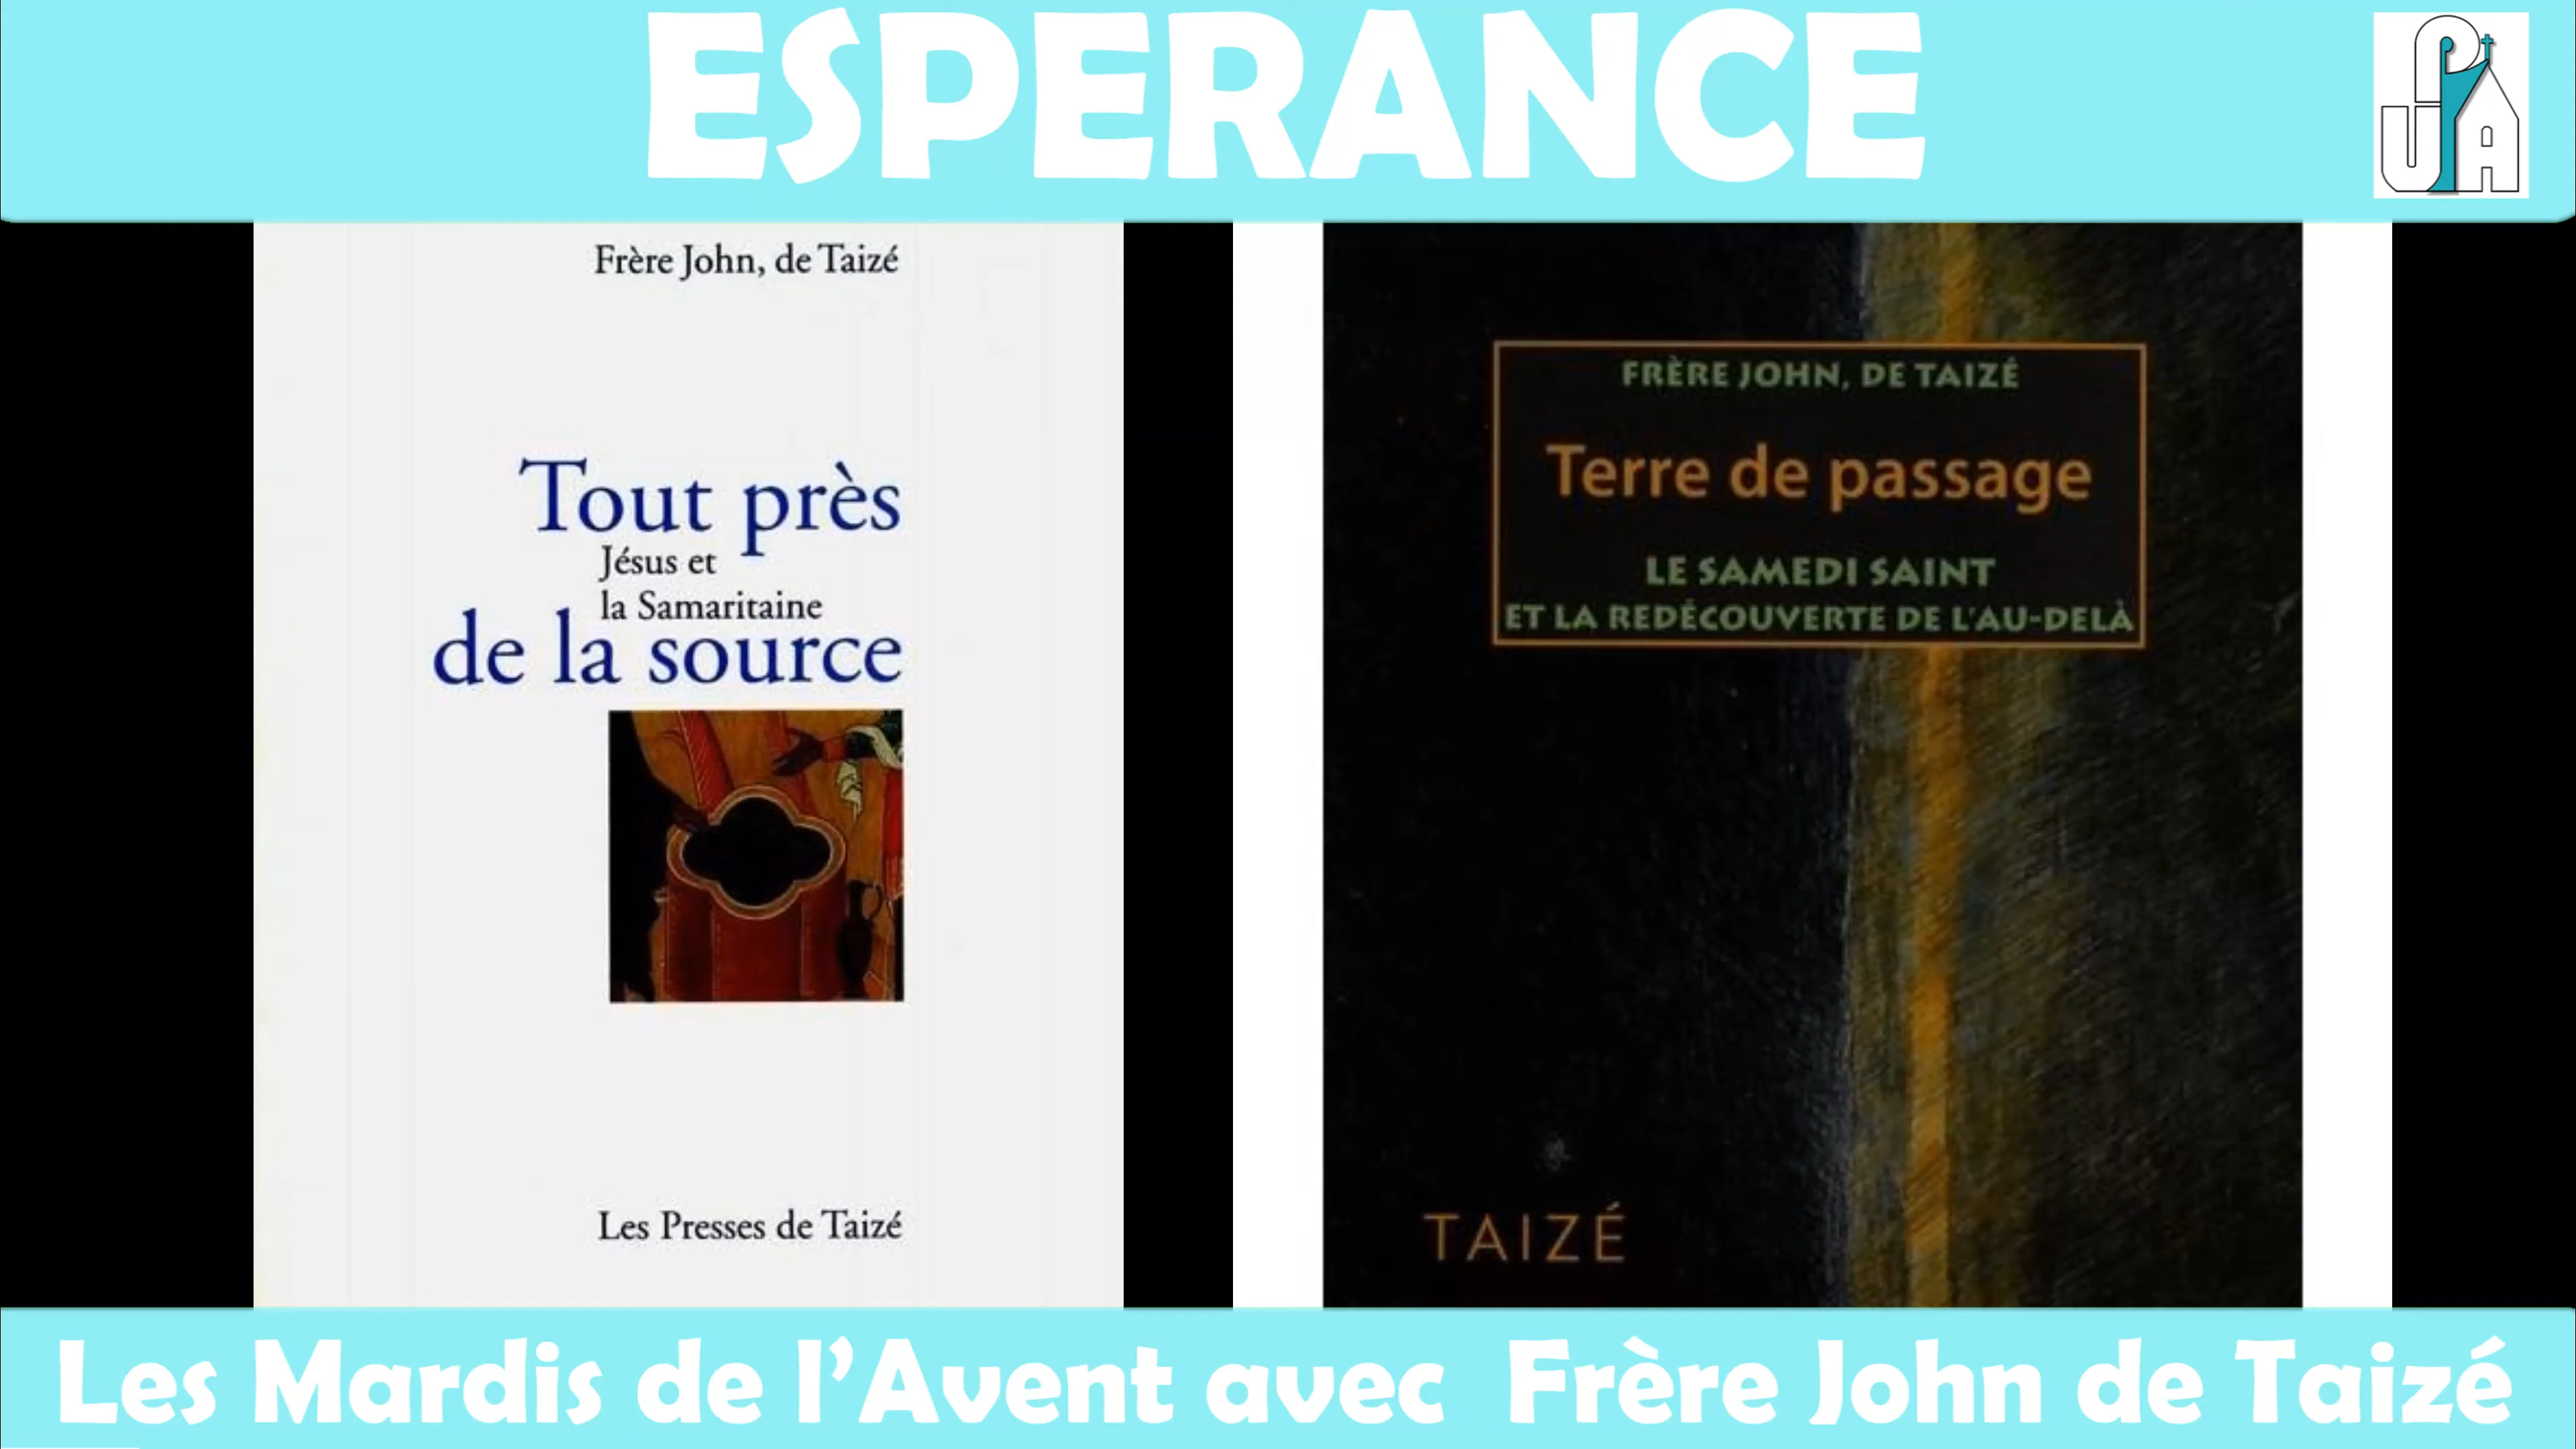 ESPERANCE
UPA
Frère John, de Taizé
Tout près
Jésus et
la Samaritaine
de la source
Les Presses de Taizé
FRÈRE JOHN, DE TAIZÉ
Terre de passage
LE SAMEDI SAINT
ET LA REDÉCOUVERTE DE L'AU-DELÀ
TAIZÉ
Les Mardis de l’Avent avec Frère John de Taizé